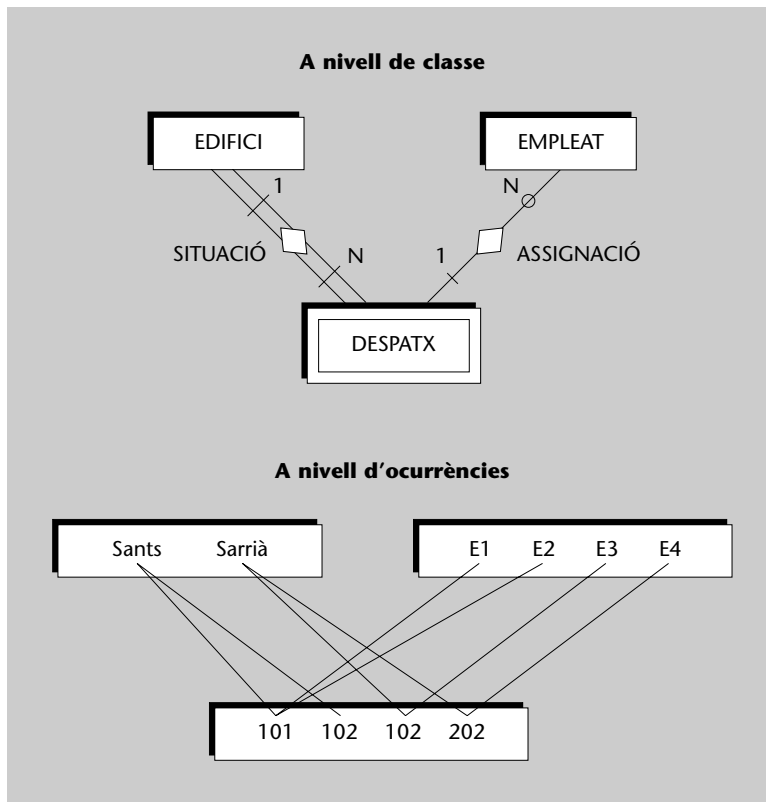 A nivell de classe
EDIFICI
EMPLEAT
1
N
SITUACIÓ
N
1
ASSIGNACIÓ
DESPATX
A nivell d’ocurrències
Sants Sarrià
E1 E2 E3 E4
101 102 102 202